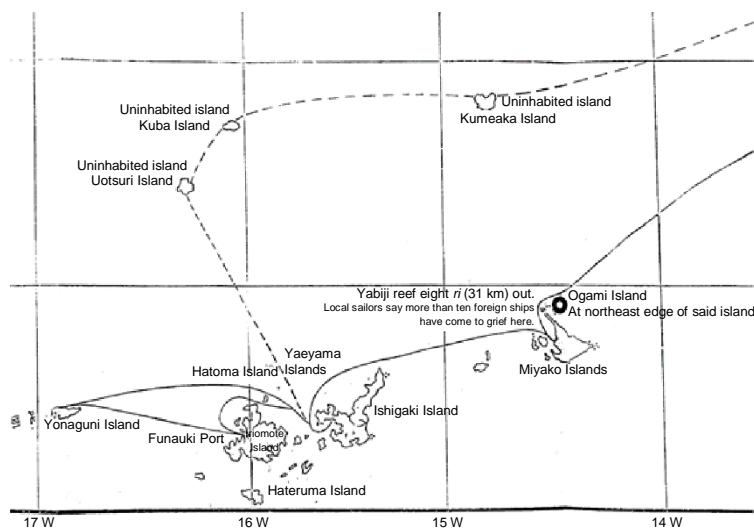 Uninhabited island
Kuba Island
Uninhabited island
Kumeaka Island
Uninhabited island
Uotsuri Island
Yabiji reef eight ri (31 km) out.
Local sailors say more than ten foreign ships
have come to grief here.
Ogami Island
At northeast edge of said island
Miyako Islands
Yaeyama
Islands
Hatoma Island
Ishigaki Island
Yonaguni Island
Funauki Port
Iriomote
Island
Hateruma Island
17 W
16 W
15 W
14 W